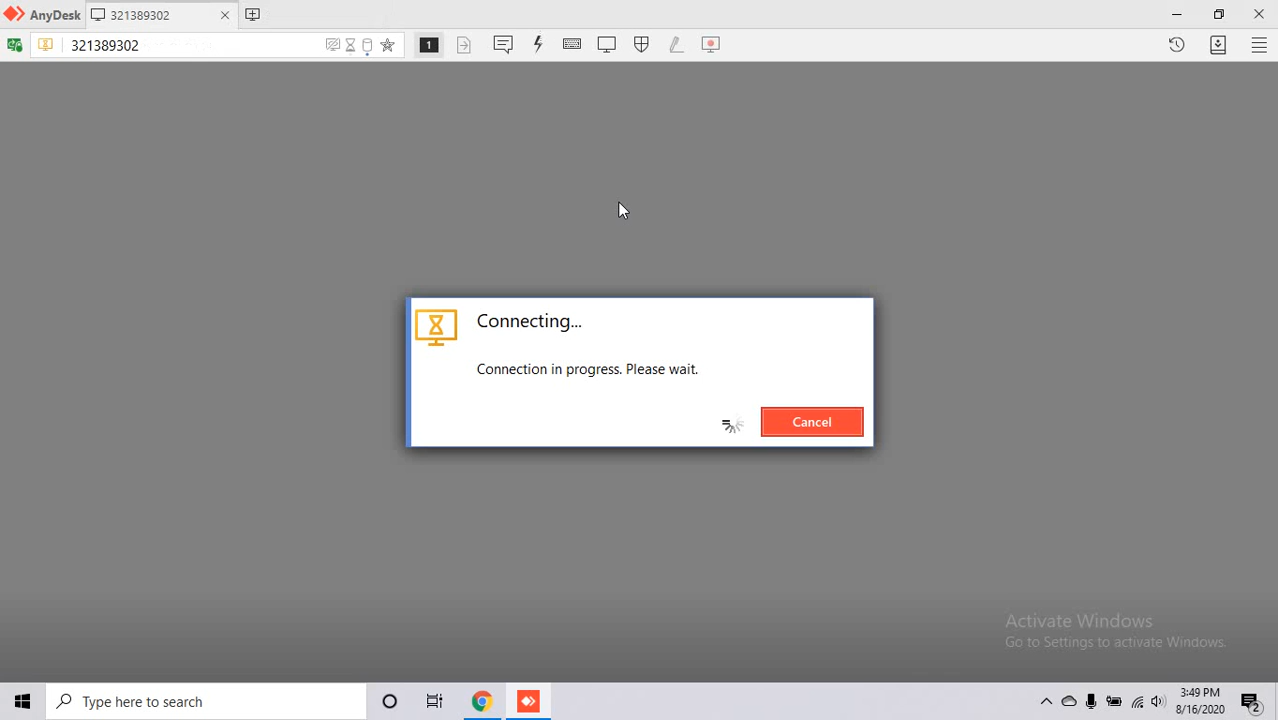 AnyDesk
321389302
321389302
1
Connecting...
Connection in progress. Please wait.
Cancel
Activate Windows
Go to Settings to activate Windows.
Type here to search
3:49 PM
8/16/2020
2